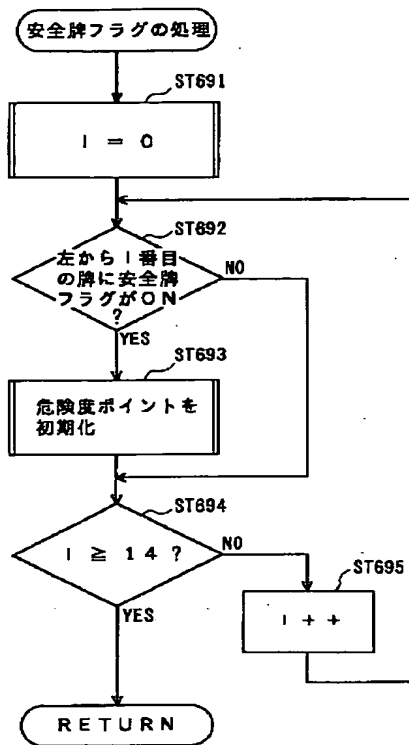 安全牌フラグの処理
ST691
I = 0
ST692
左からI番目
の牌に安全牌
フラグがON
?
NO
YES
ST693
危険度ポイントを
初期化
ST694
I ≧ 14?
NO
ST695
YES
I++
RETURN